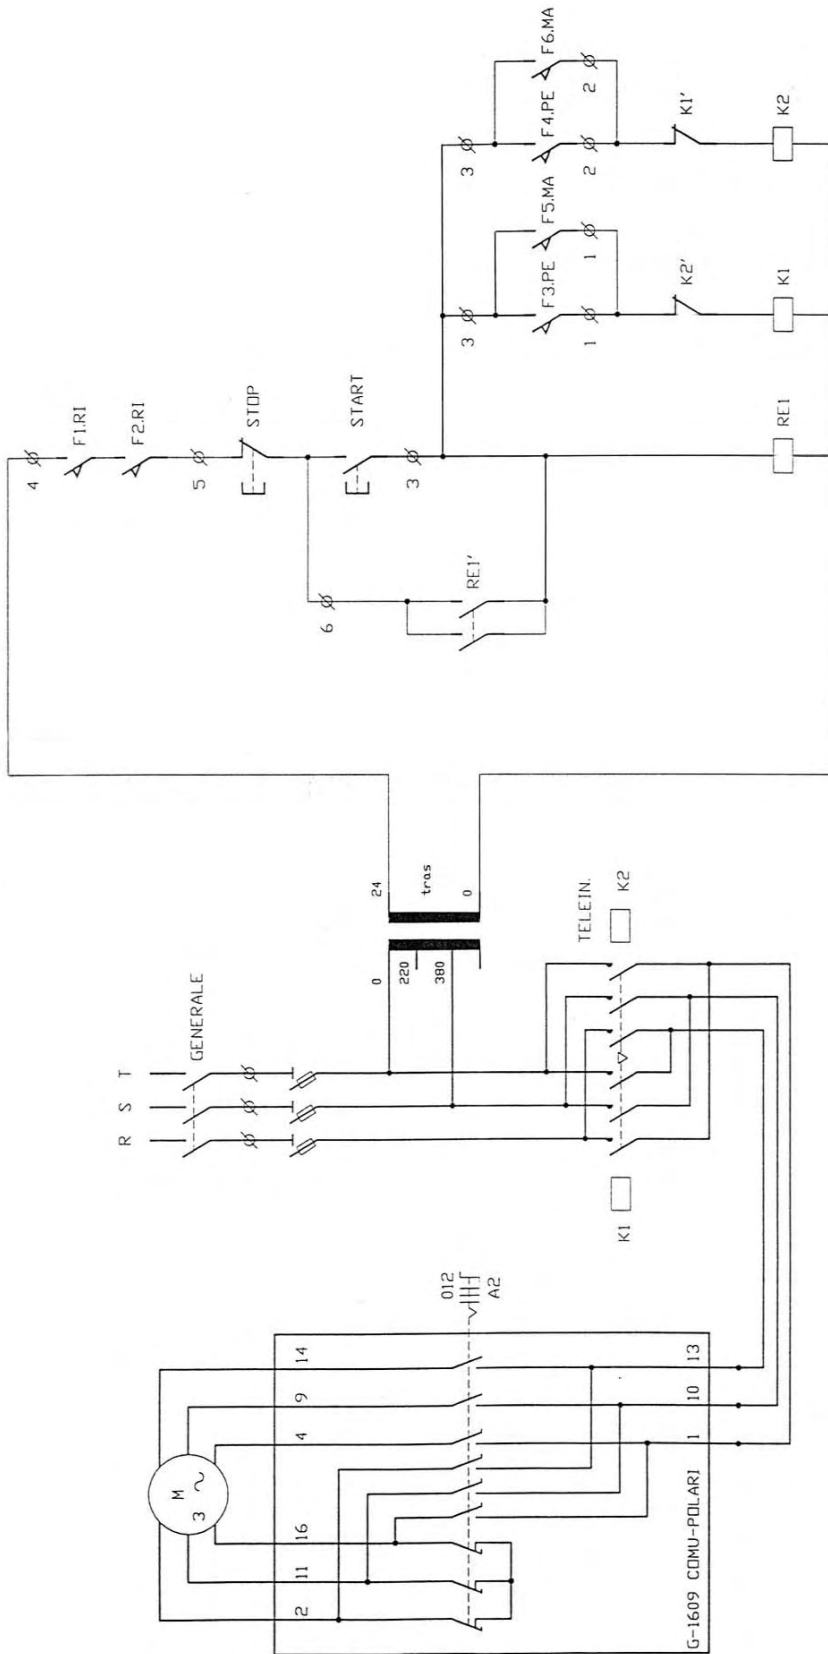 M
3 ~
2
11
16
4
9
14
012
A2
G-1609 COMU-POLARI
1
10
13
R
S
T
GENERALE
K1
TELEIN.
K2
0
220
380
24
tras
0
4
F1.RI
F2.RI
5
STOP
START
3
6
RE1'
RE1
3
F3.PE
F5.MA
1
1
K2'
K1
3
F4.PE
F6.MA
2
2
K1'
K2